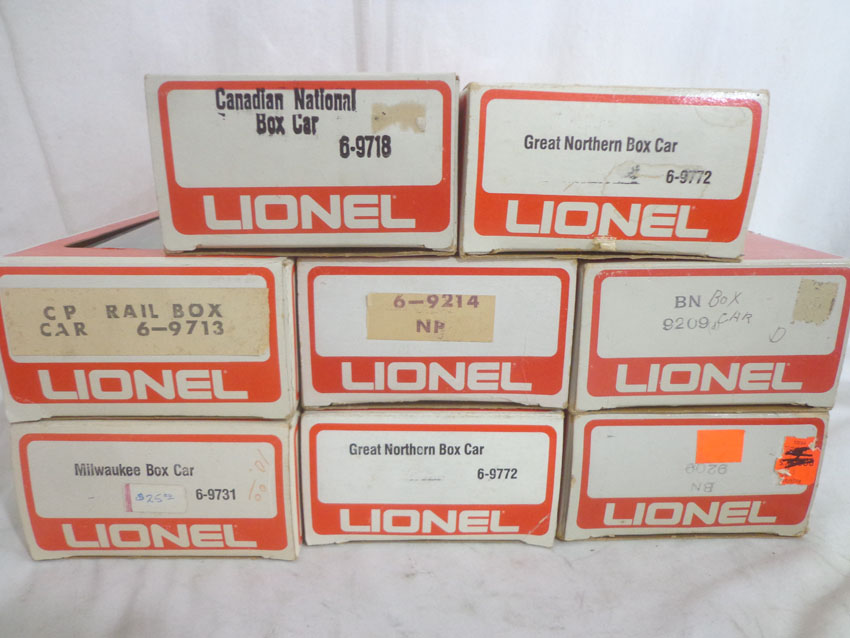 Canadian National
Box Car
6-9718
LIONEL
Great Northern Box Car
6-9772
LIONEL
CP RAIL BOX
CAR 6-9713
LIONEL
6-9214
NP
LIONEL
BN Box
9209 CAR
D
LIONEL
Milwaukee Box Car
6-9731
LIONEL
Great Northern Box Car
6-9772
LIONEL
BN
9209
LIONEL